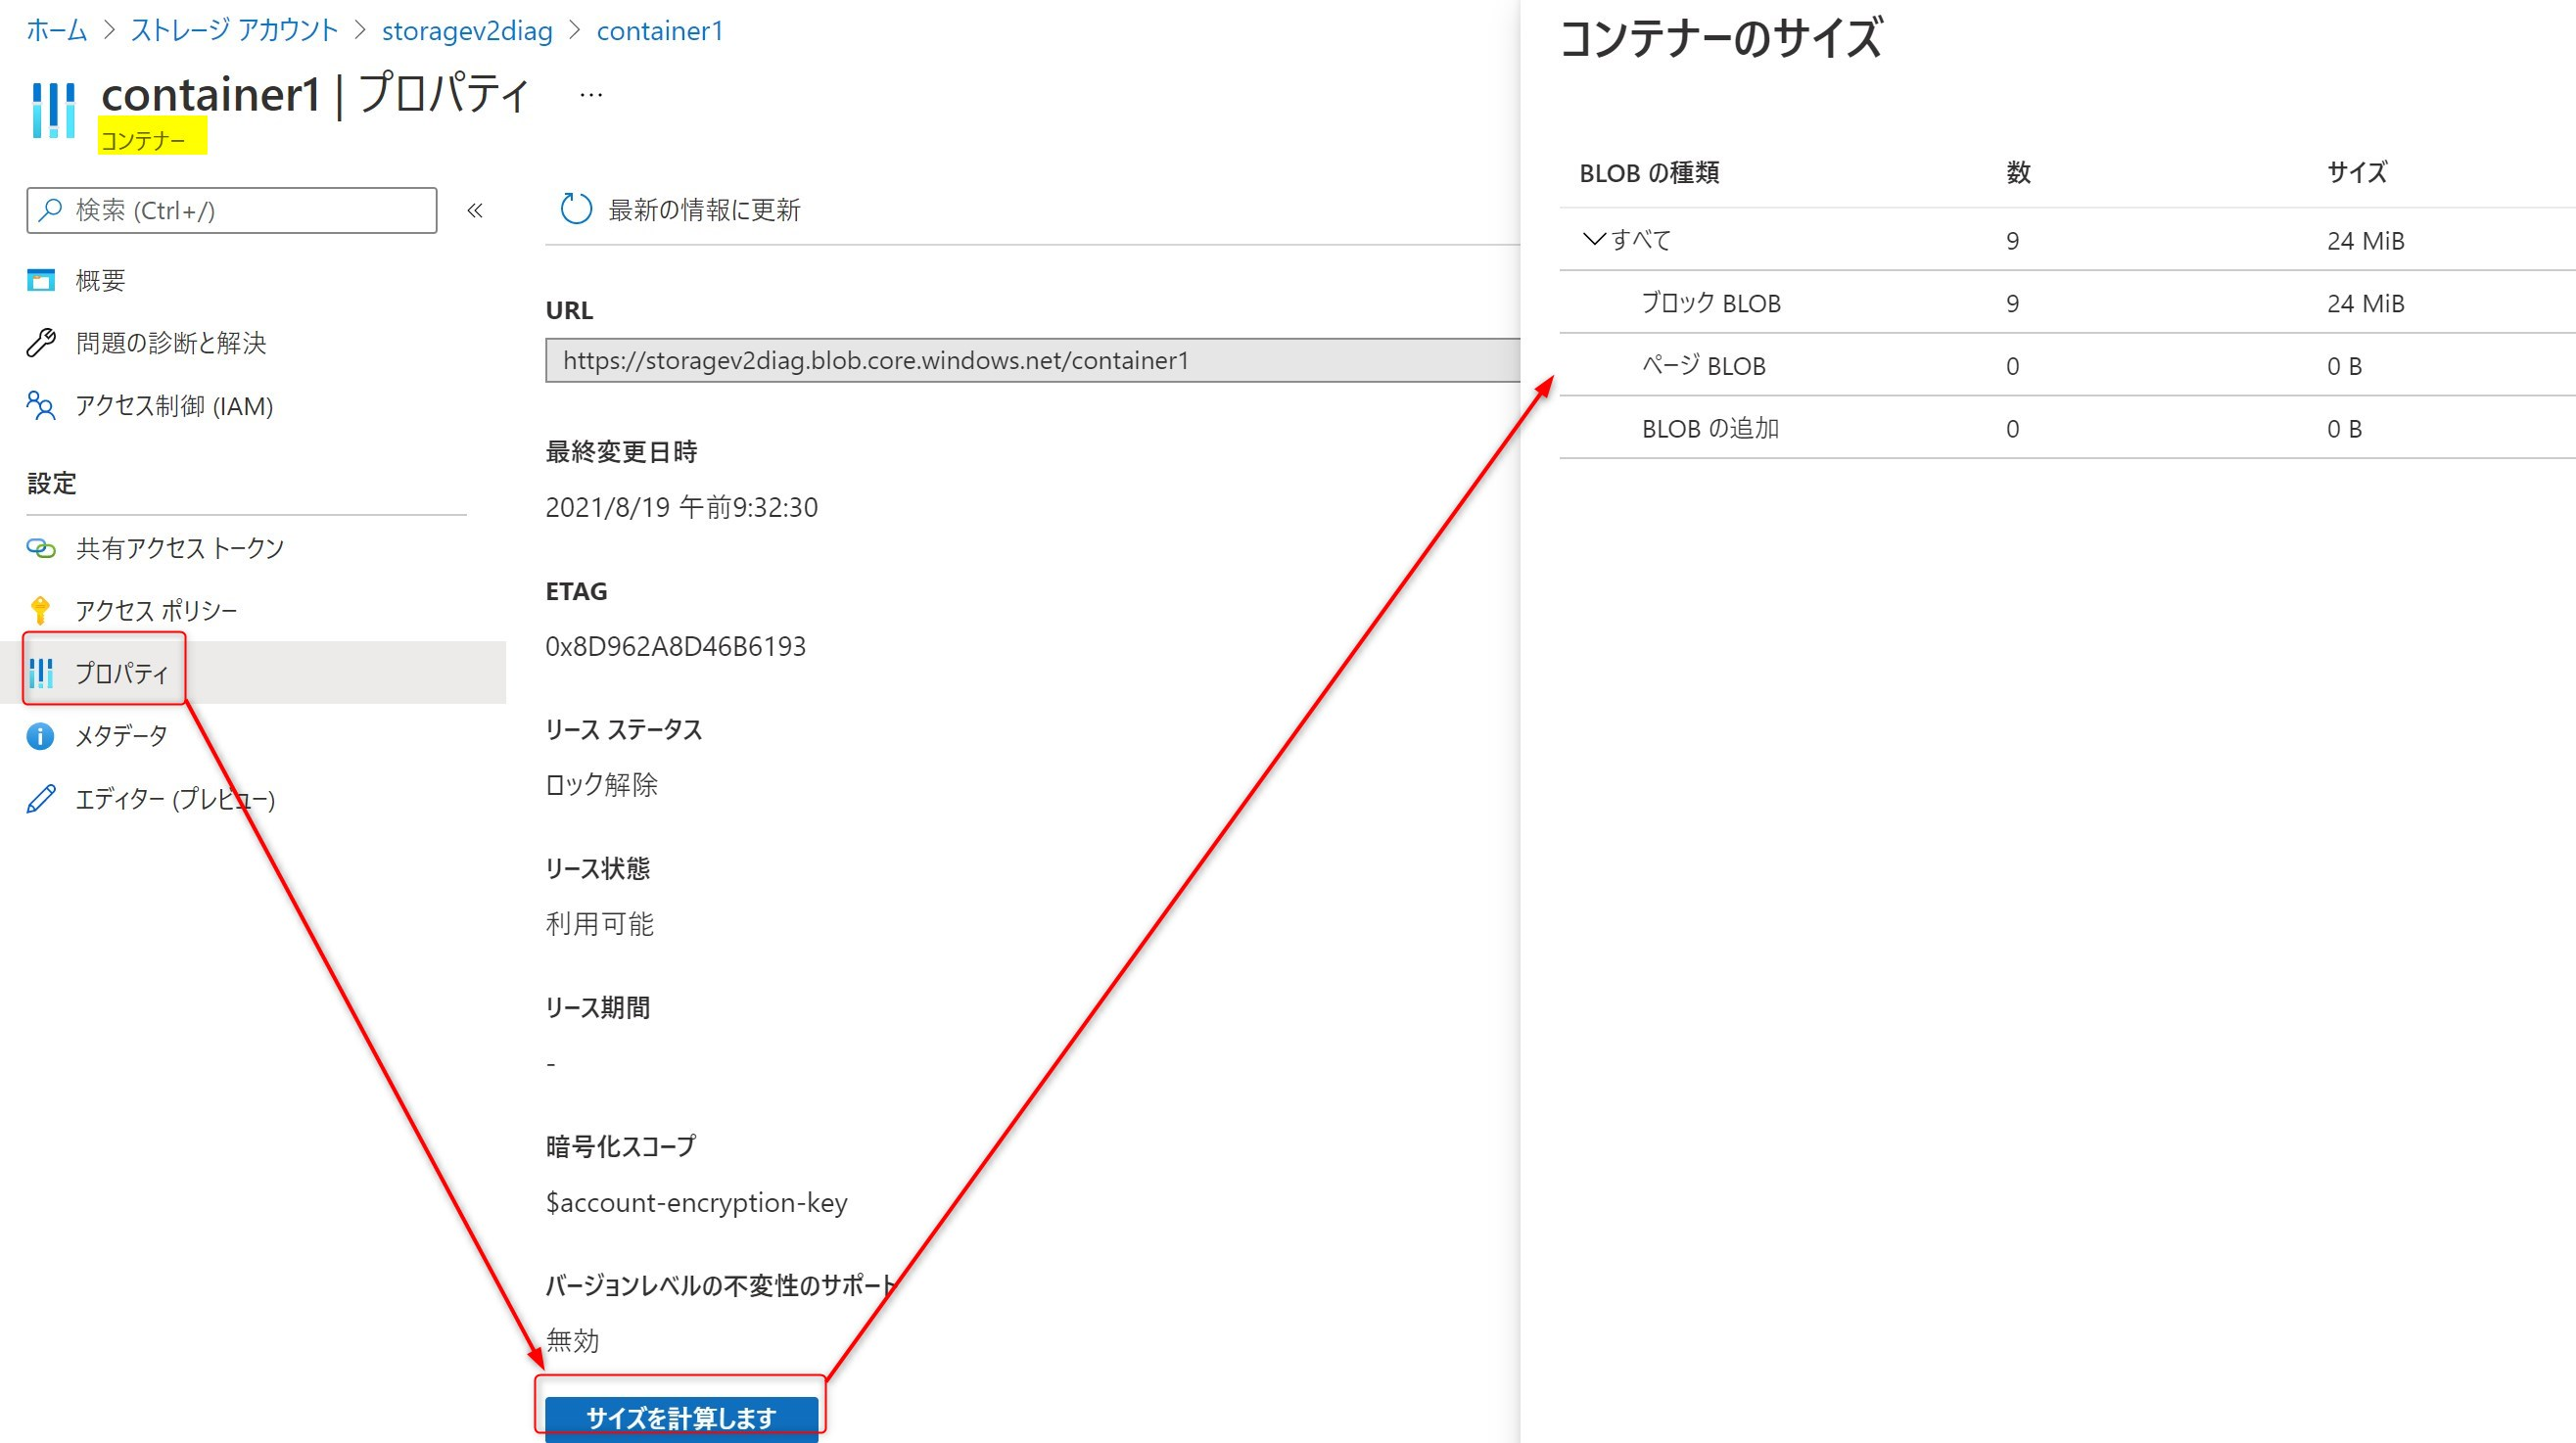 ホーム > ストレージ アカウント > storagev2diag > container1
container1 | プロパティ ...
コンテナー
検索 (Ctrl+/)
«
概要
問題の診断と解決
アクセス制御 (IAM)
設定
共有アクセス トークン
アクセス ポリシー
プロパティ
メタデータ
エディター (プレビュー)
最新の情報に更新
URL
https://storagev2diag.blob.core.windows.net/container1
最終変更日時
2021/8/19 午前9:32:30
ETAG
0x8D962A8D46B6193
リース ステータス
ロック解除
リース状態
利用可能
リース期間
-
暗号化スコープ
$account-encryption-key
バージョンレベルの不変性のサポート
無効
サイズを計算します
コンテナーのサイズ
BLOB の種類 数 サイズ
すべて 9 24 MiB
ブロック BLOB 9 24 MiB
ページ BLOB 0 0 B
BLOB の追加 0 0 B